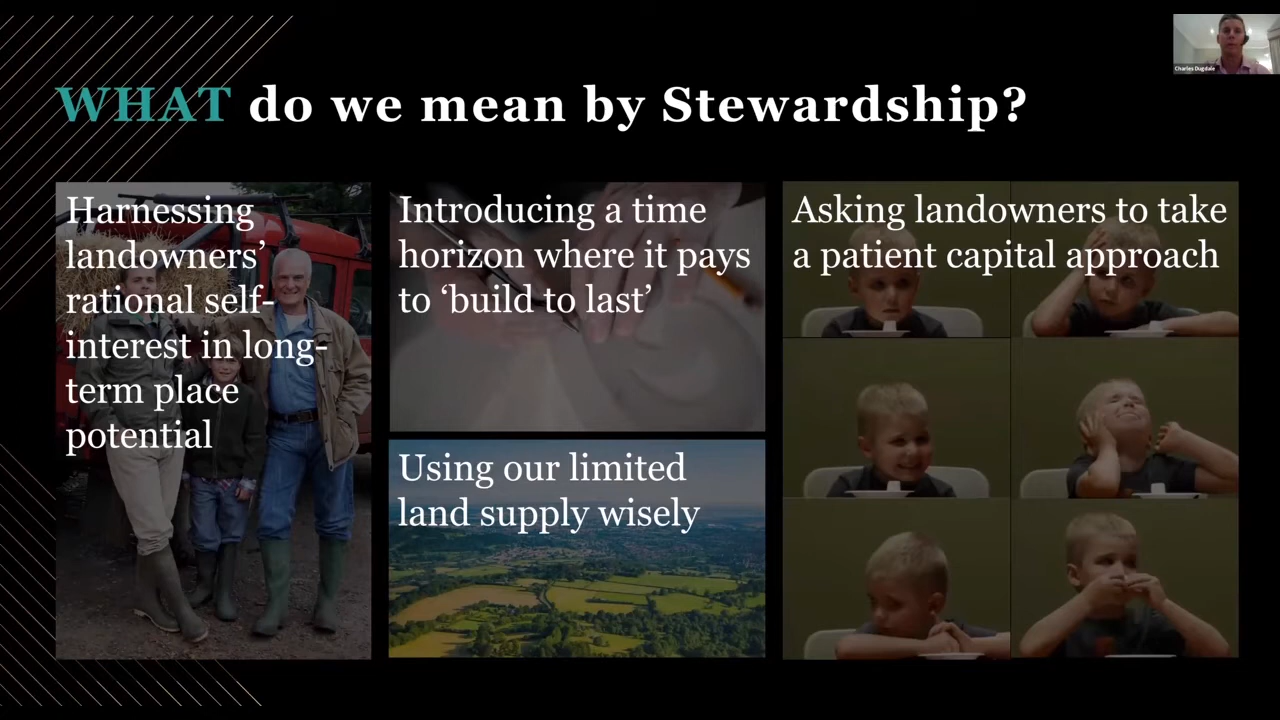 WHAT do we mean by Stewardship?
Harnessing
landowners’
rational self-
interest in long-
term place
potential
Introducing a time
horizon where it pays
to ‘build to last’
Using our limited
land supply wisely
Asking landowners to take
a patient capital approach
Charles Dugdale